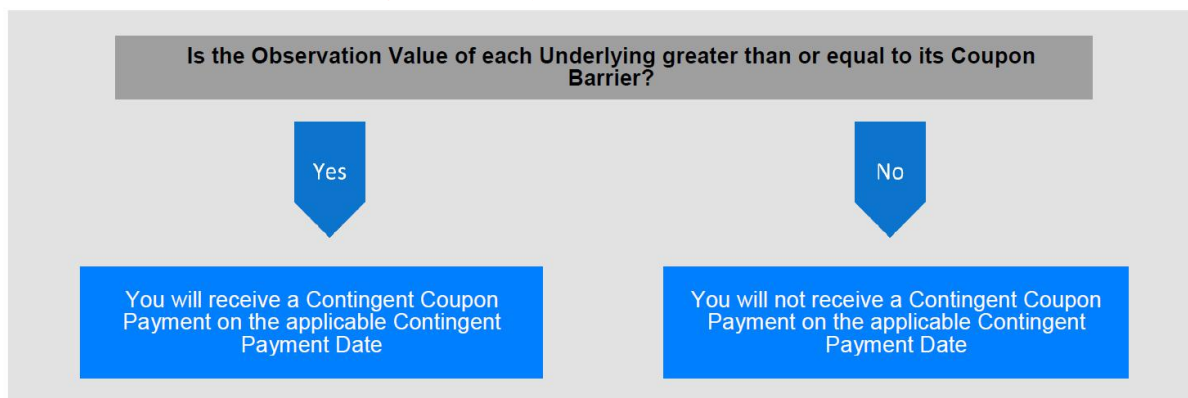 Is the Observation Value of each Underlying greater than or equal to its Coupon
Barrier?
Yes
No
You will receive a Contingent Coupon
Payment on the applicable Contingent
Payment Date
You will not receive a Contingent Coupon
Payment on the applicable Contingent
Payment Date